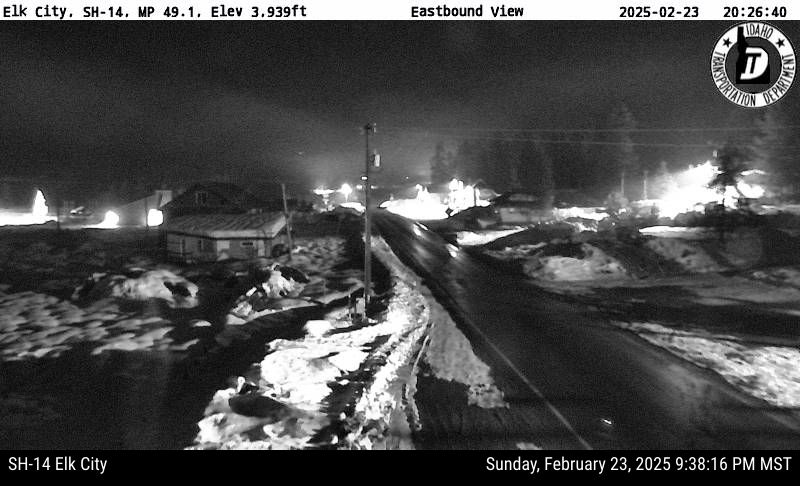 Elk City, SH-14, MP 49.1, Elev 3,939ft Eastbound View 2025-02-23 20:26:40
IDAHO
TRANSPORTATION DEPARTMENT
SH-14 Elk City Sunday, February 23, 2025 9:38:16 PM MST